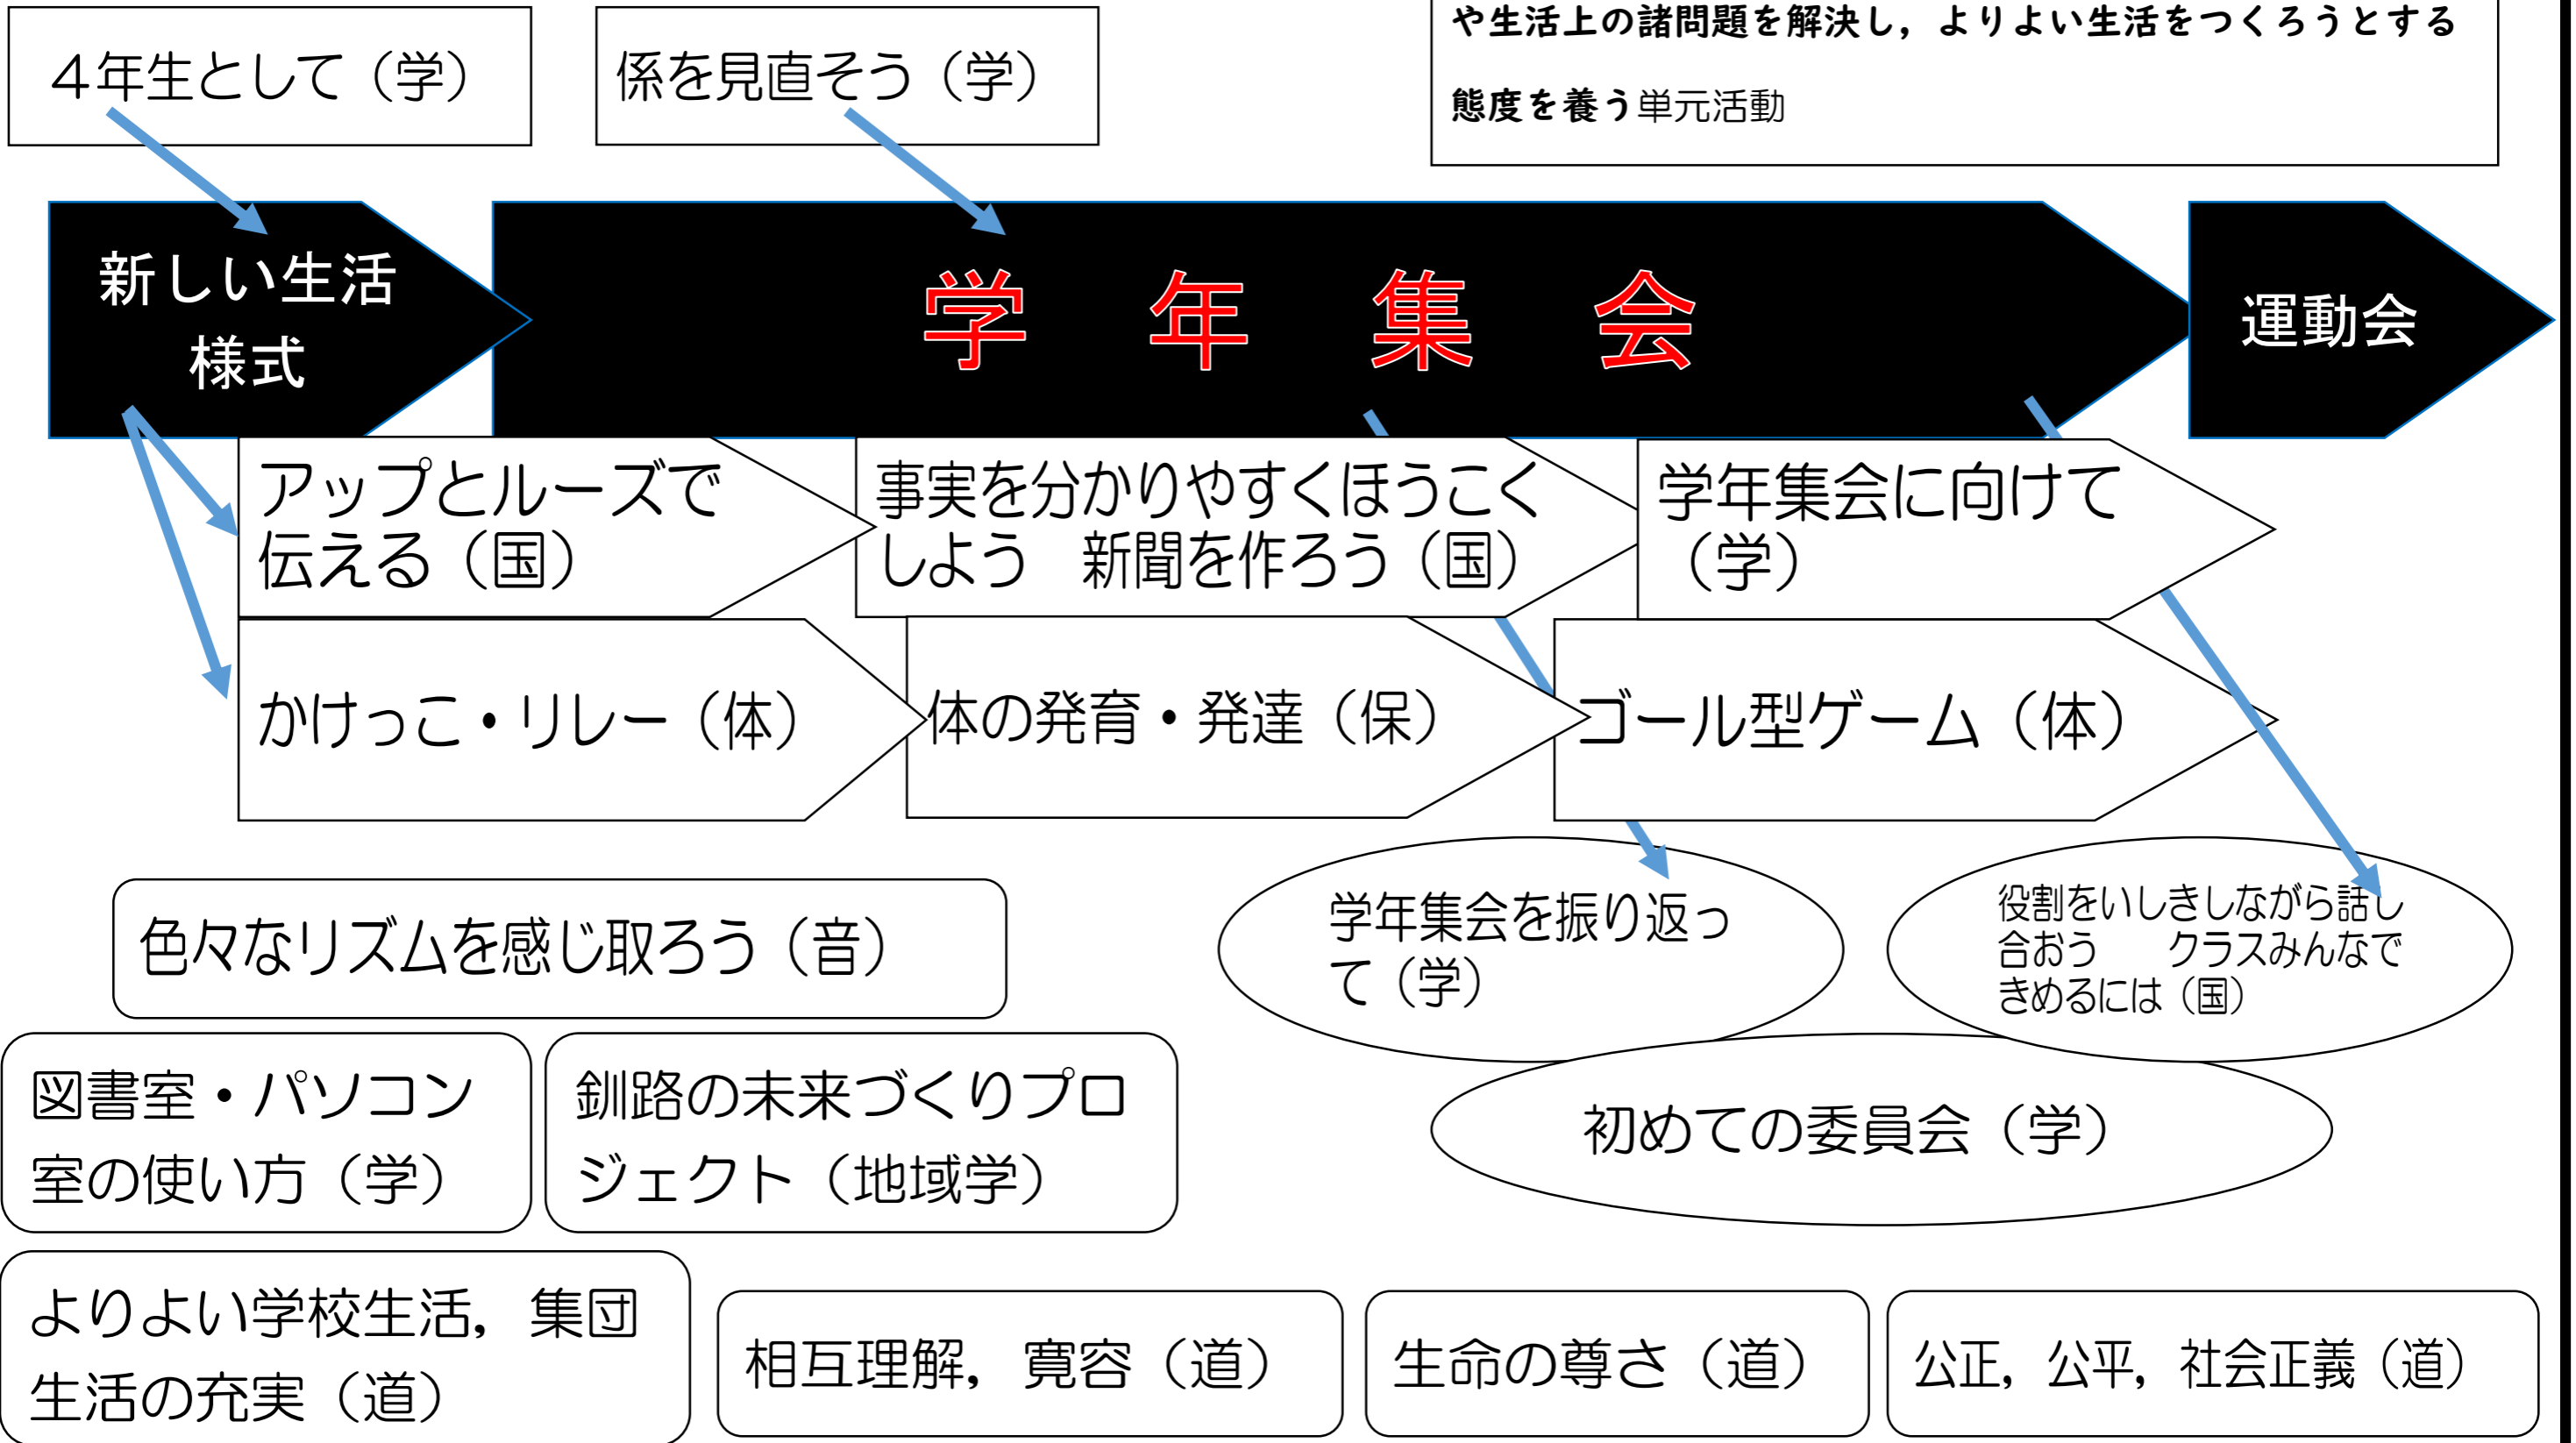 や生活上の諸問題を解決し，よりよい生活をつくろうとする
態度を養う単元活動
４年生として（学）
係を見直そう（学）
新しい生活
様式
学　年　集　会
運動会
アップとルーズで
伝える（国）
事実を分かりやすくほうこく
しよう　新聞を作ろう（国）
学年集会に向けて
（学）
かけっこ・リレー（体）
体の発育・発達（保）
ゴール型ゲーム（体）
色々なリズムを感じ取ろう（音）
学年集会を振り返っ
て（学）
役割をいしきしながら話し
合おう　　クラスみんなで
きめるには（国）
図書室・パソコン
室の使い方（学）
釧路の未来づくりプロ
ジェクト（地域学）
初めての委員会（学）
よりよい学校生活，集団
生活の充実（道）
相互理解，寛容（道）
生命の尊さ（道）
公正，公平，社会正義（道）